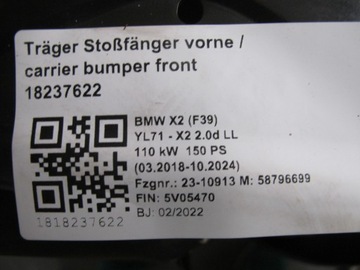 Träger Stoßfänger vorne /
carrier bumper front
18237622
BMW X2 (F39)
YL71 - X2 2.0d LL
110 kW 150 PS
(03.2018-10.2024)
Fzgnr.: 23-10913 M: 58796699
FIN: 5V05470
BJ: 02/2022
1818237622